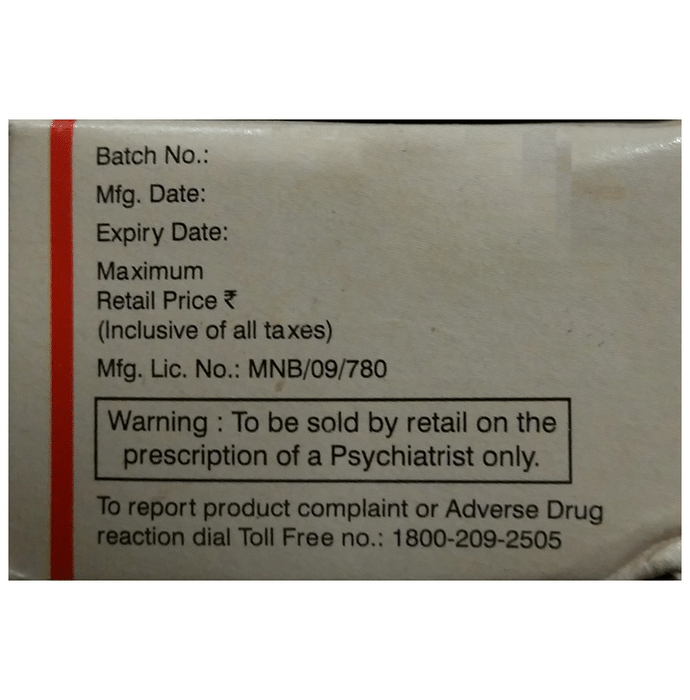 Batch No.:
Mfg. Date:
Expiry Date:
Maximum
Retail Price ₹
(Inclusive of all taxes)
Mfg. Lic. No.: MNB/09/780
Warning : To be sold by retail on the
prescription of a Psychiatrist only.
To report product complaint or Adverse Drug
reaction dial Toll Free no.: 1800-209-2505